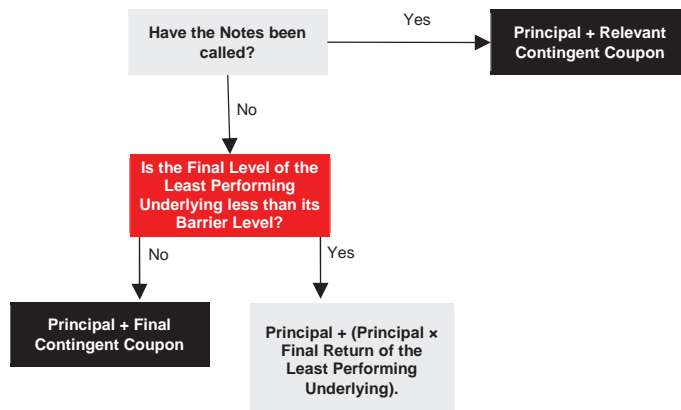 Have the Notes been
called?
Yes
Principal + Relevant
Contingent Coupon
No
Is the Final Level of the
Least Performing
Underlying less than its
Barrier Level?
No
Yes
Principal + Final
Contingent Coupon
Principal + (Principal ×
Final Return of the
Least Performing
Underlying).